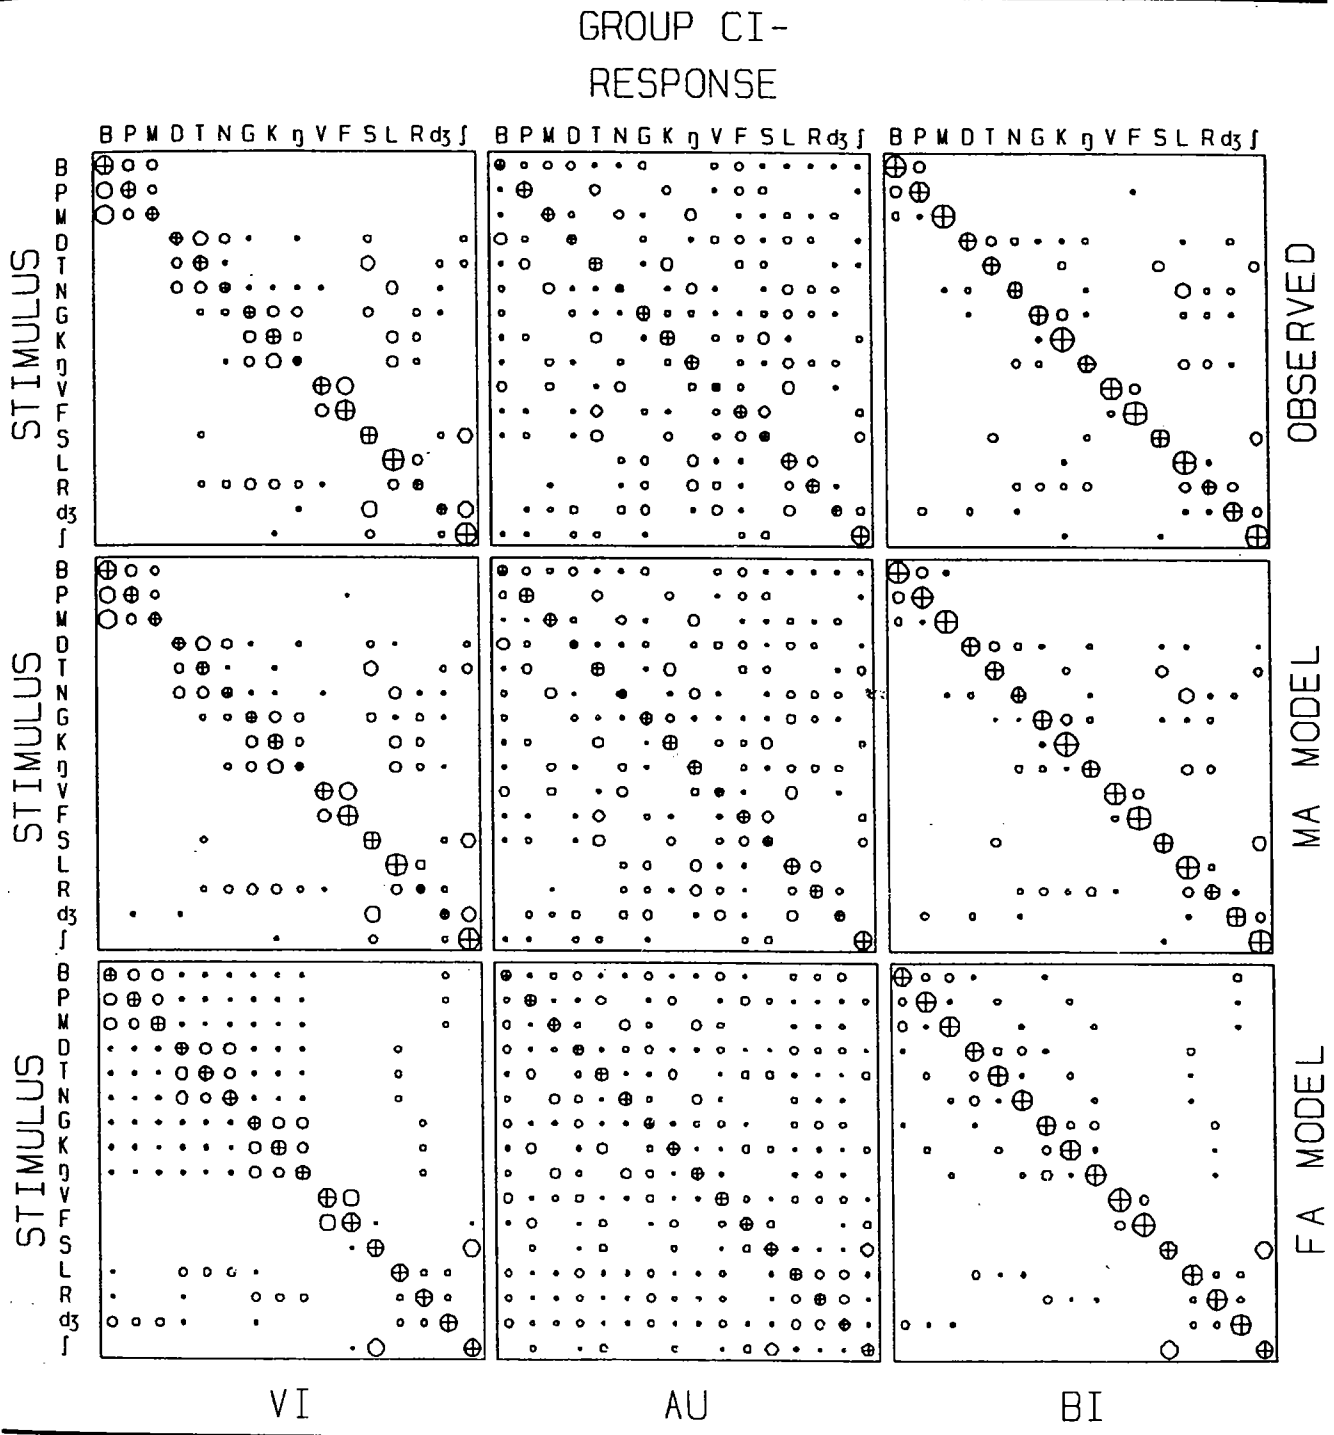 GROUP CI-
RESPONSE
B P M D T N G K ŋ V F S L R dʒ ʃ B P M D T N G K ŋ V F S L R dʒ ʃ B P M D T N G K ŋ V F S L R dʒ ʃ
STIMULUS
B
P
M
D
T
N
G
K
ŋ
V
F
S
L
R
dʒ
ʃ
OBSERVED
STIMULUS
B
P
M
D
T
N
G
K
ŋ
V
F
S
L
R
dʒ
ʃ
MA MODEL
STIMULUS
B
P
M
D
T
N
G
K
ŋ
V
F
S
L
R
dʒ
ʃ
FA MODEL
VI AU BI